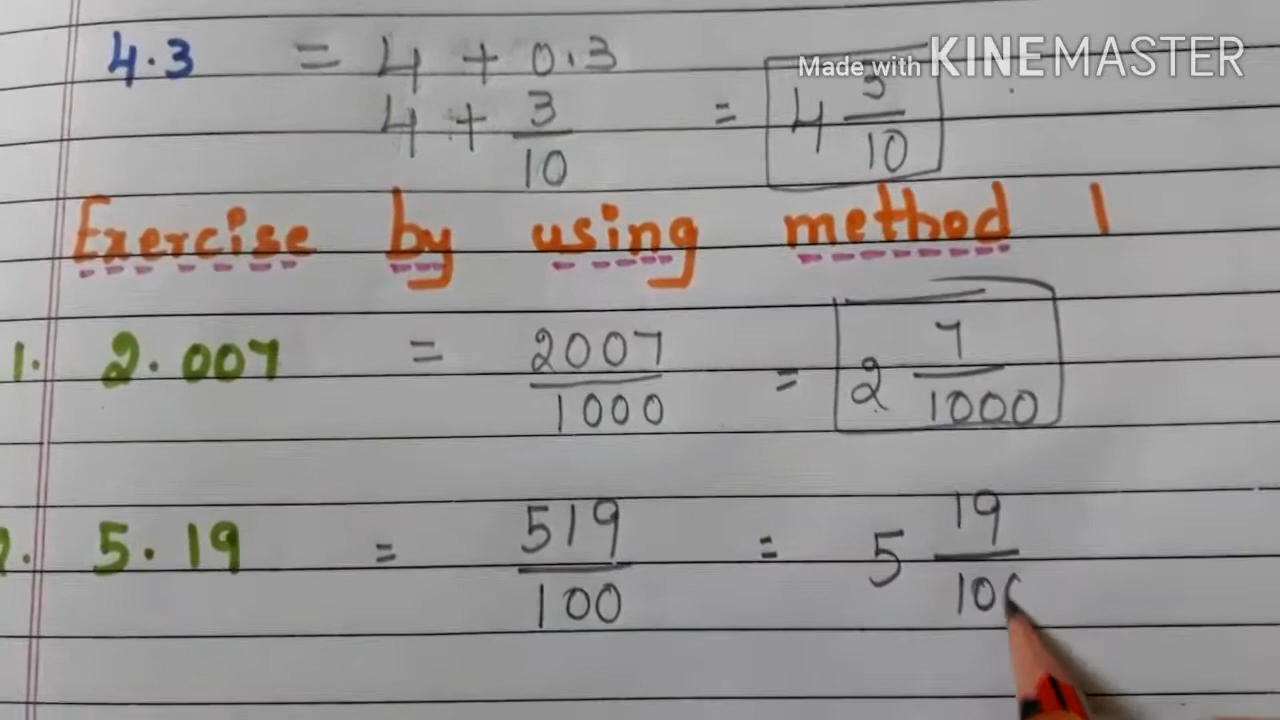 4.3 = 4 + 0.3
Made with KINEMASTER
4 + 3/10 = 4 3/10
Exercise by using method 1
1. 2.007 = 2007/1000 = 2 7/1000
2. 5.19 = 519/100 = 5 19/100